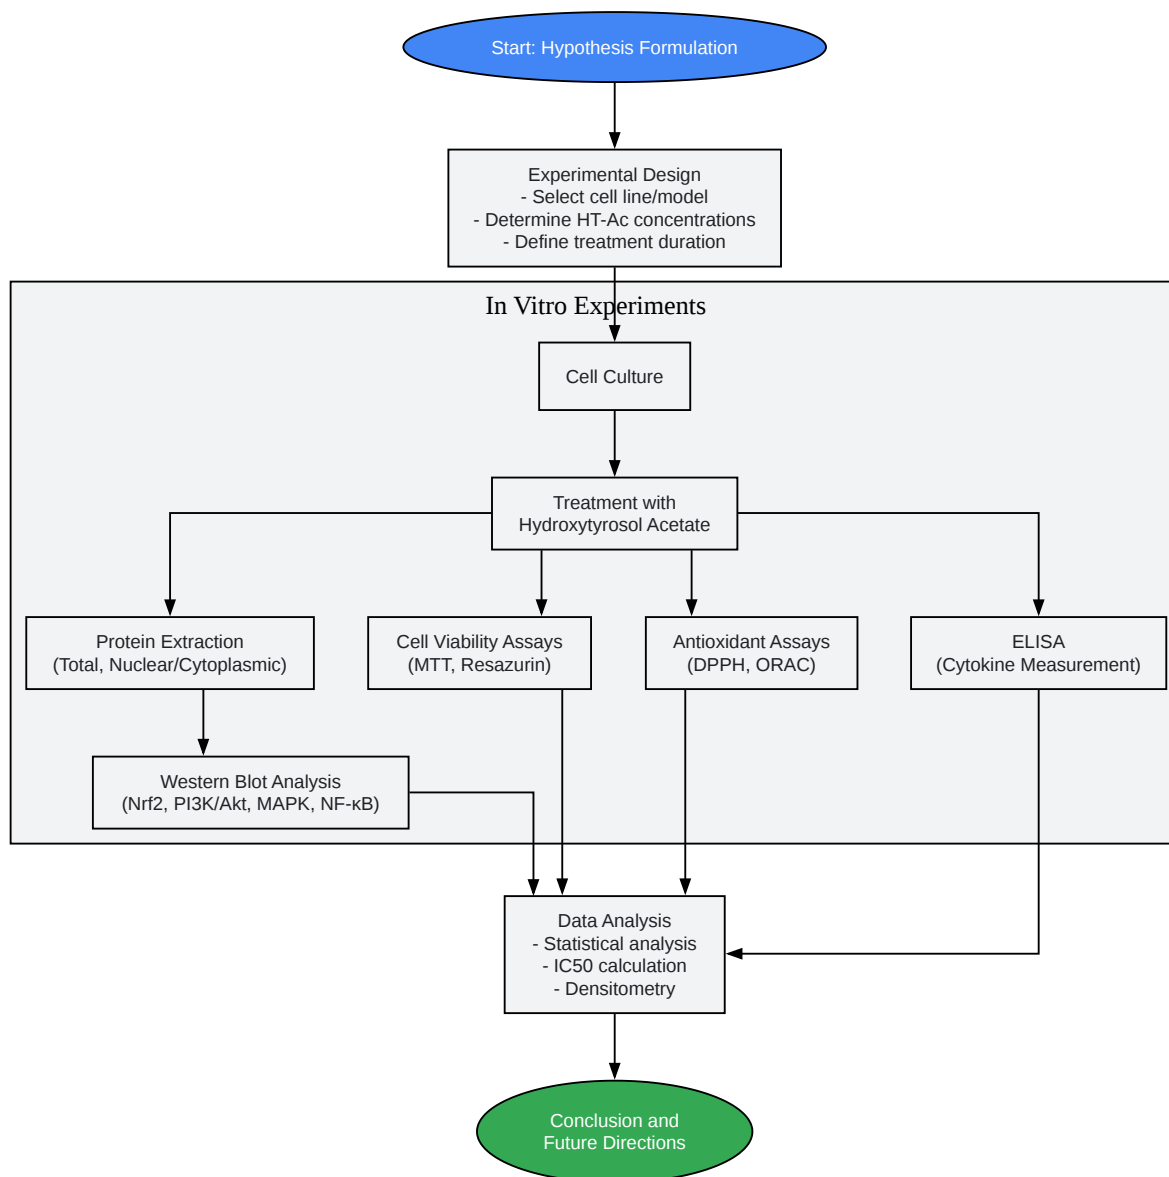 Start: Hypothesis Formulation
Experimental Design
- Select cell line/model
- Determine HT-Ac concentrations
- Define treatment duration
In Vitro Experiments
Cell Culture
Treatment with
Hydroxytyrosol Acetate
Protein Extraction
(Total, Nuclear/Cytoplasmic)
Cell Viability Assays
(MTT, Resazurin)
Antioxidant Assays
(DPPH, ORAC)
ELISA
(Cytokine Measurement)
Western Blot Analysis
(Nrf2, PI3K/Akt, MAPK, NF-κB)
Data Analysis
- Statistical analysis
- IC50 calculation
- Densitometry
Conclusion and
Future Directions